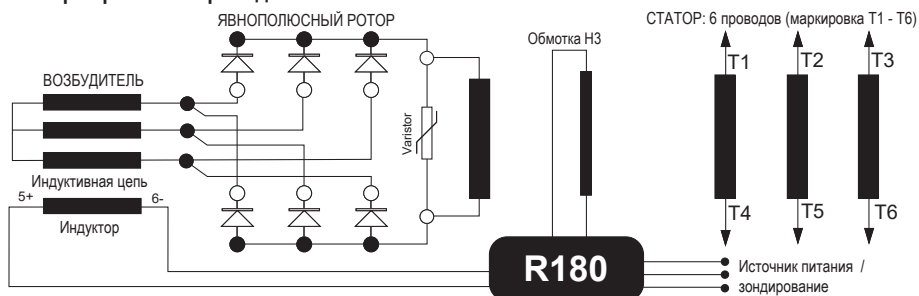 ЯВНОПОЛЮСНЫЙ РОТОР
СТАТОР: 6 проводов (маркировка T1 - T6)
Обмотка H3
T1
T2
T3
ВОЗБУДИТЕЛЬ
Varistor
Индуктивная цепь
5+
6-
Индуктор
T4
T5
T6
R180
Источник питания /
зондирование